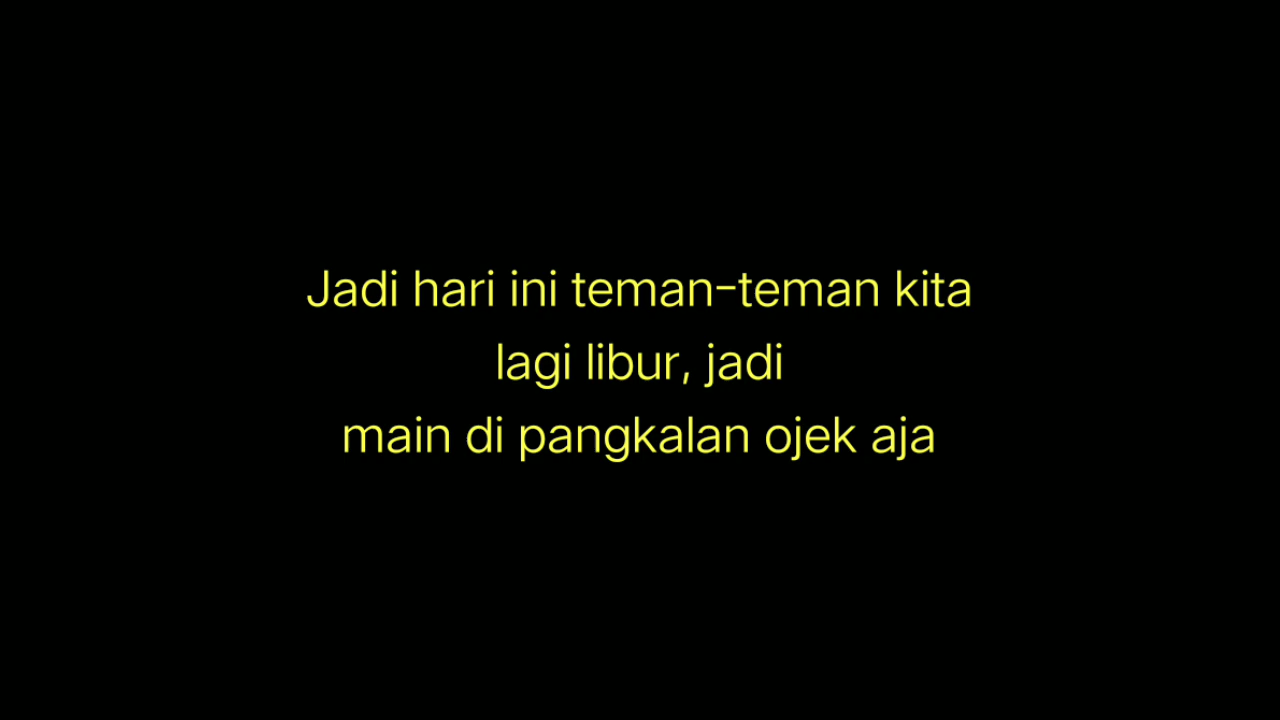 Jadi hari ini teman-teman kita
lagi libur, jadi
main di pangkalan ojek aja